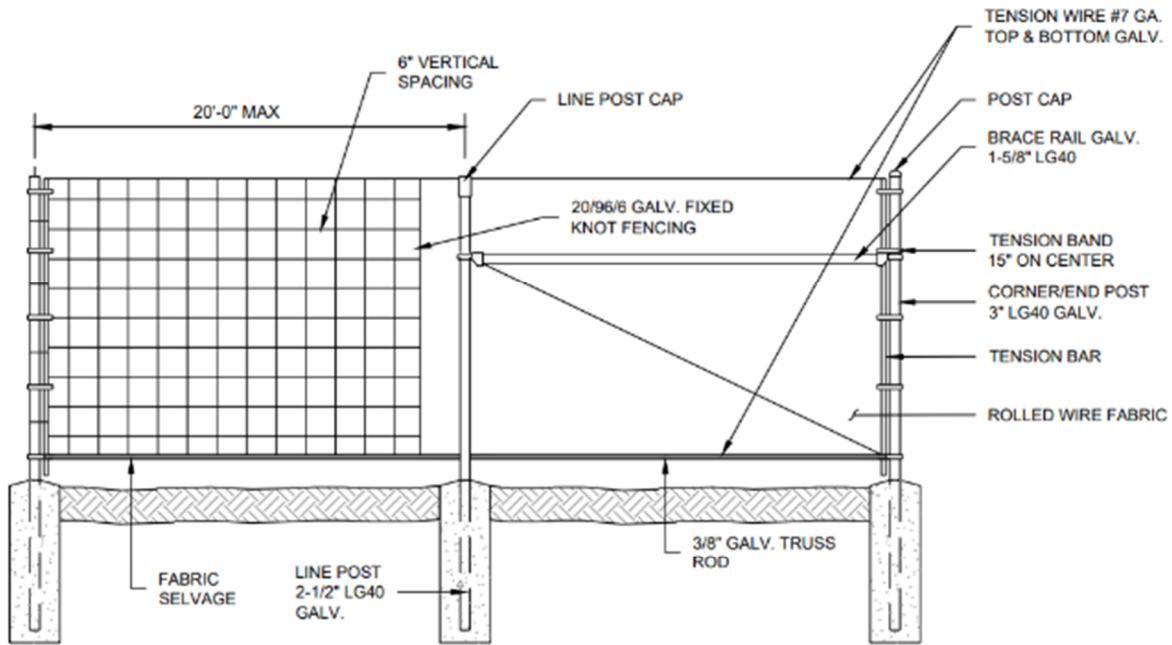 TENSION WIRE #7 GA.
TOP & BOTTOM GALV.
6" VERTICAL
SPACING
20'-0" MAX
LINE POST CAP
POST CAP
BRACE RAIL GALV.
1-5/8" LG40
20/96/6 GALV. FIXED
KNOT FENCING
TENSION BAND
15" ON CENTER
CORNER/END POST
3" LG40 GALV.
TENSION BAR
ROLLED WIRE FABRIC
3/8" GALV. TRUSS
ROD
FABRIC
SELVAGE
LINE POST
2-1/2" LG40
GALV.